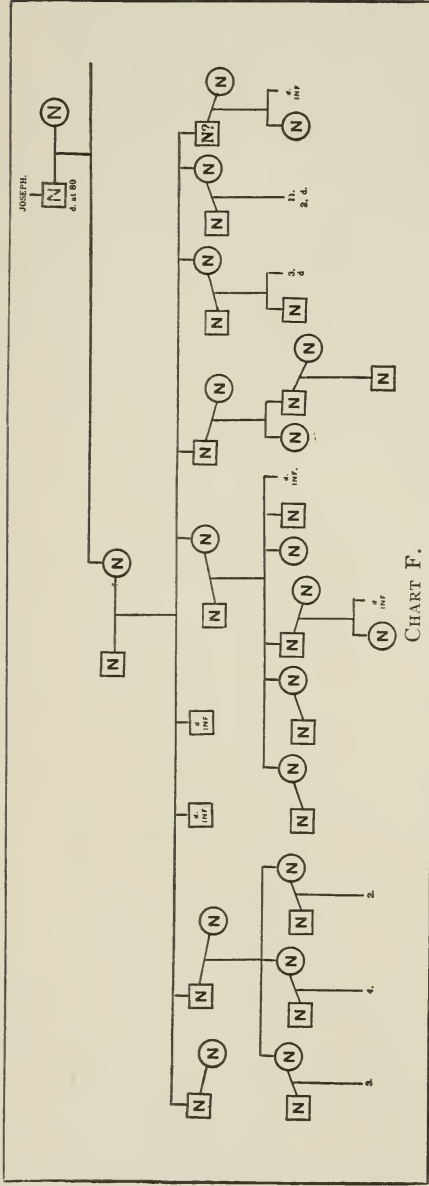 JOSEPH.
N N
d. at 80
N N
N N
N N
d. INF
d INF
N N
N N
N N
N N
N? N
N N
N N
N N
3.
4.
2.
N N
N N
N N
N
N
d. INF.
N d INF
N
N N
N
N
3. d
11. 2. d.
N
d. INF
CHART F.